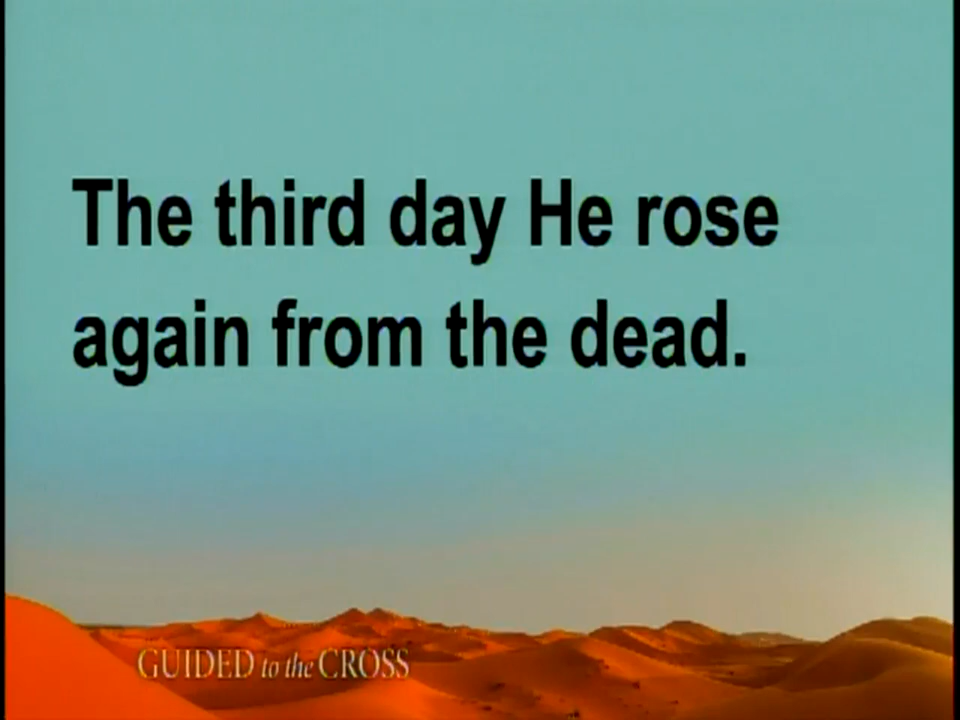 The third day He rose
again from the dead.
GUIDED to the CROSS